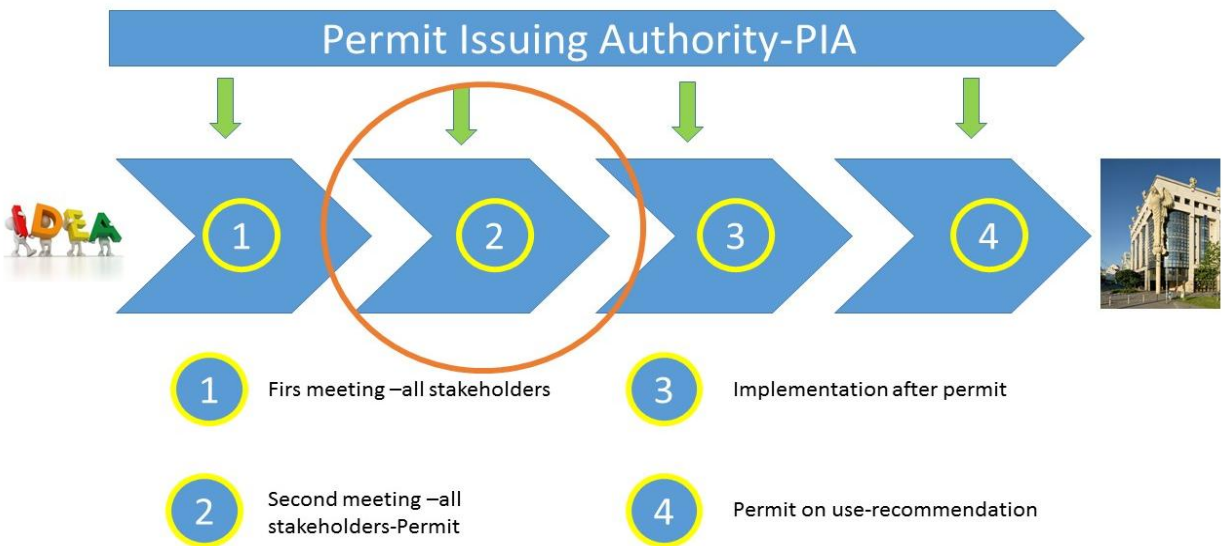 Permit Issuing Authority-PIA
IDEA
1
2
3
4
1
Firs meeting –all stakeholders
3
Implementation after permit
2
Second meeting –all
stakeholders-Permit
4
Permit on use-recommendation